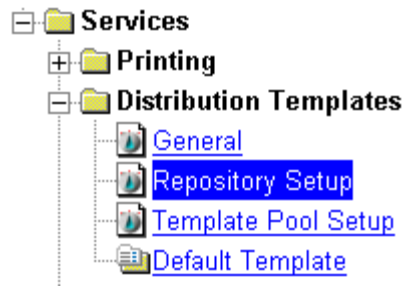 Services
Printing
Distribution Templates
General
Repository Setup
Template Pool Setup
Default Template